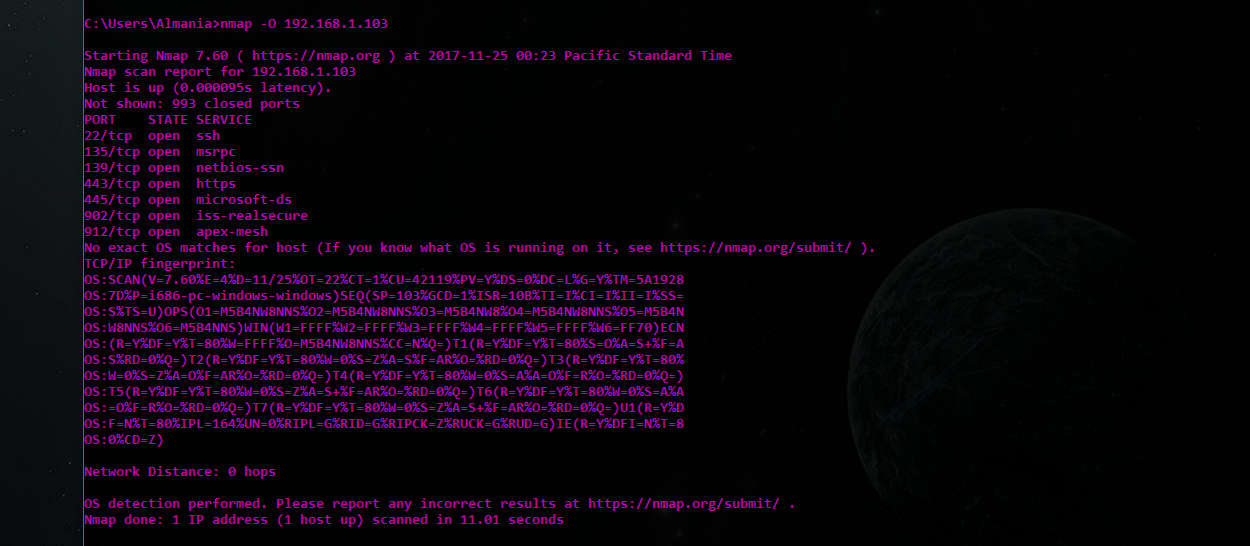 C:\Users\Almania>nmap -O 192.168.1.103
Starting Nmap 7.60 ( https://nmap.org ) at 2017-11-25 00:23 Pacific Standard Time
Nmap scan report for 192.168.1.103
Host is up (0.000095s latency).
Not shown: 993 closed ports
PORT    STATE SERVICE
22/tcp  open  ssh
135/tcp open  msrpc
139/tcp open  netbios-ssn
443/tcp open  https
445/tcp open  microsoft-ds
902/tcp open  iss-realsecure
912/tcp open  apex-mesh
No exact OS matches for host (If you know what OS is running on it, see https://nmap.org/submit/ ).
TCP/IP fingerprint:
OS:SCAN(V=7.60%E=4%D=11/25%OT=22%CT=1%CU=42119%PV=Y%DS=0%DC=L%G=Y%TM=5A1928
OS:7D%P=i686-pc-windows-windows)SEQ(SP=103%GCD=1%ISR=10B%TI=I%CI=I%II=I%SS=
OS:S%TS=U)OPS(O1=M5B4NW8NNS%O2=M5B4NW8NNS%O3=M5B4NW8%O4=M5B4NW8NNS%O5=M5B4N
OS:W8NNS%O6=M5B4NNS)WIN(W1=FFFF%W2=FFFF%W3=FFFF%W4=FFFF%W5=FFFF%W6=FF70)ECN
OS:(R=Y%DF=Y%T=80%W=FFFF%O=M5B4NW8NNS%CC=N%Q=)T1(R=Y%DF=Y%T=80%S=O%A=S+%F=A
OS:S%RD=0%Q=)T2(R=Y%DF=Y%T=80%W=0%S=Z%A=S%F=AR%O=%RD=0%Q=)T3(R=Y%DF=Y%T=80%
OS:W=0%S=Z%A=O%F=AR%O=%RD=0%Q=)T4(R=Y%DF=Y%T=80%W=0%S=A%A=O%F=R%O=%RD=0%Q=)
OS:T5(R=Y%DF=Y%T=80%W=0%S=Z%A=S+%F=AR%O=%RD=0%Q=)T6(R=Y%DF=Y%T=80%W=0%S=A%A
OS:=O%F=R%O=%RD=0%Q=)T7(R=Y%DF=Y%T=80%W=0%S=Z%A=S+%F=AR%O=%RD=0%Q=)U1(R=Y%D
OS:F=N%T=80%IPL=164%UN=0%RIPL=G%RID=G%RIPCK=Z%RUCK=G%RUD=G)IE(R=Y%DFI=N%T=8
OS:0%CD=Z)
Network Distance: 0 hops
OS detection performed. Please report any incorrect results at https://nmap.org/submit/ .
Nmap done: 1 IP address (1 host up) scanned in 11.01 seconds